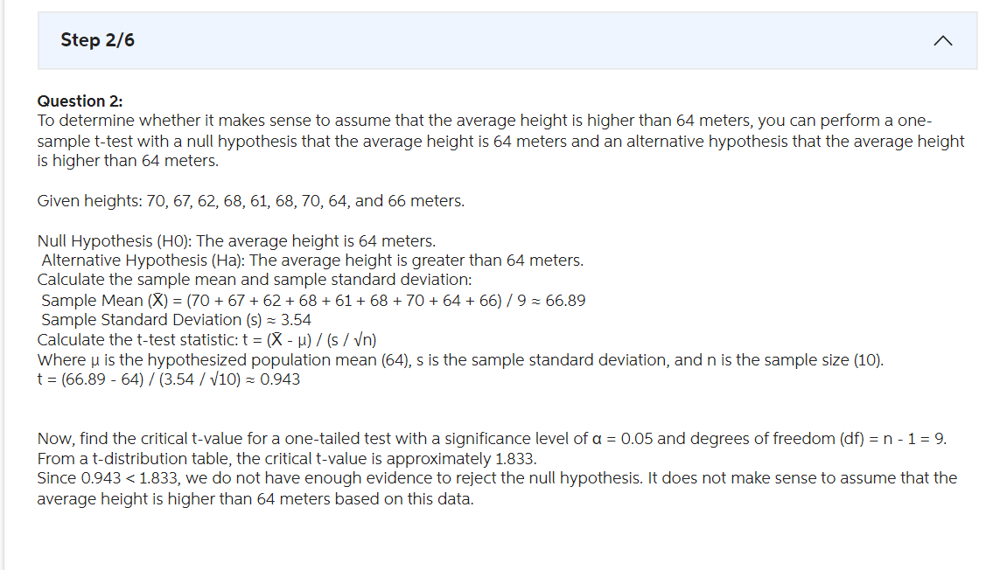 Step 2/6
Question 2:
To determine whether it makes sense to assume that the average height is higher than 64 meters, you can perform a one-
sample t-test with a null hypothesis that the average height is 64 meters and an alternative hypothesis that the average height
is higher than 64 meters.
Given heights: 70, 67, 62, 68, 61, 68, 70, 64, and 66 meters.
Null Hypothesis (H0): The average height is 64 meters.
Alternative Hypothesis (Ha): The average height is greater than 64 meters.
Calculate the sample mean and sample standard deviation:
Sample Mean (X̄) = (70 + 67 + 62 + 68 + 61 + 68 + 70 + 64 + 66) / 9 ≈ 66.89
Sample Standard Deviation (s) ≈ 3.54
Calculate the t-test statistic: t = (X̄ - μ) / (s / √n)
Where μ is the hypothesized population mean (64), s is the sample standard deviation, and n is the sample size (10).
t = (66.89 - 64) / (3.54 / √10) ≈ 0.943
Now, find the critical t-value for a one-tailed test with a significance level of α = 0.05 and degrees of freedom (df) = n - 1 = 9.
From a t-distribution table, the critical t-value is approximately 1.833.
Since 0.943 < 1.833, we do not have enough evidence to reject the null hypothesis. It does not make sense to assume that the
average height is higher than 64 meters based on this data.